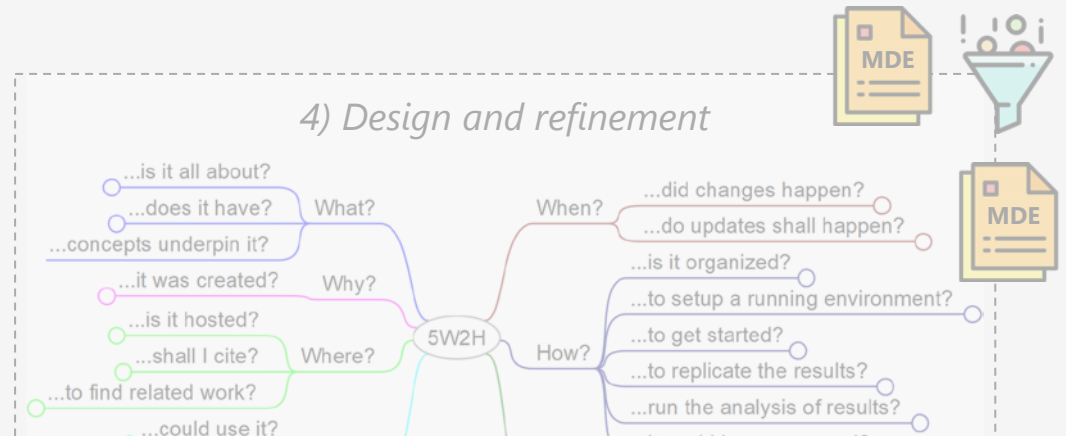 MDE
4) Design and refinement
MDE
...is it all about?
...does it have?
...concepts underpin it?
What?
...it was created?
Why?
...is it hosted?
...shall I cite?
...to find related work?
Where?
...could use it?
5W2H
When?
...did changes happen?
...do updates shall happen?
How?
...is it organized?
...to setup a running environment?
...to get started?
...to replicate the results?
...run the analysis of results?